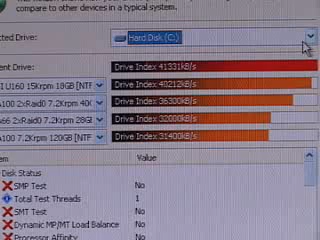 compare to other devices in a typical system.
cted Drive:
Hard Disk (C:)
ent Drive:
Drive Index 41331kB/s
I U160 15Krpm 18GB [NTF
Drive Index 40212kB/s
A100 2xRaid0 7.2Krpm 40G
Drive Index 36300kB/s
A66 2xRaid0 7.2Krpm 28G
Drive Index 32000kB/s
A100 7.2Krpm 120GB [NTF
Drive Index 31400kB/s
em
Value
Disk Status
SMP Test
No
Total Test Threads
1
SMT Test
No
Dynamic MP/MT Load Balance
No
Processor Affinity
No